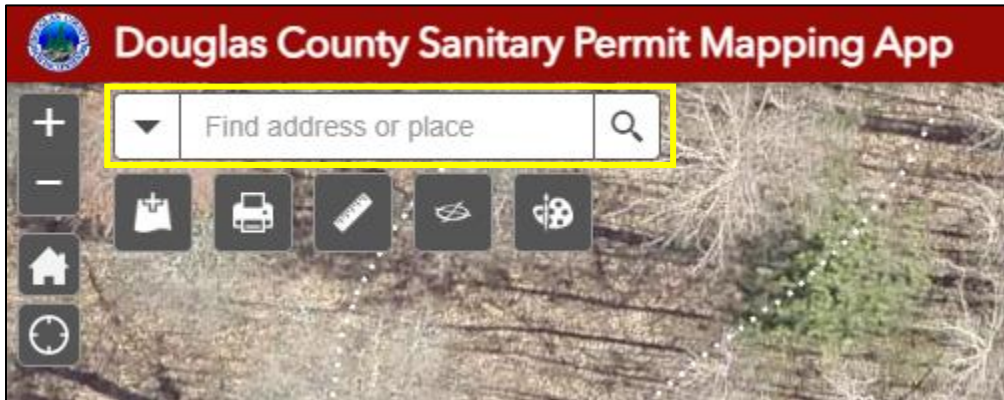 Douglas County Sanitary Permit Mapping App
Find address or place